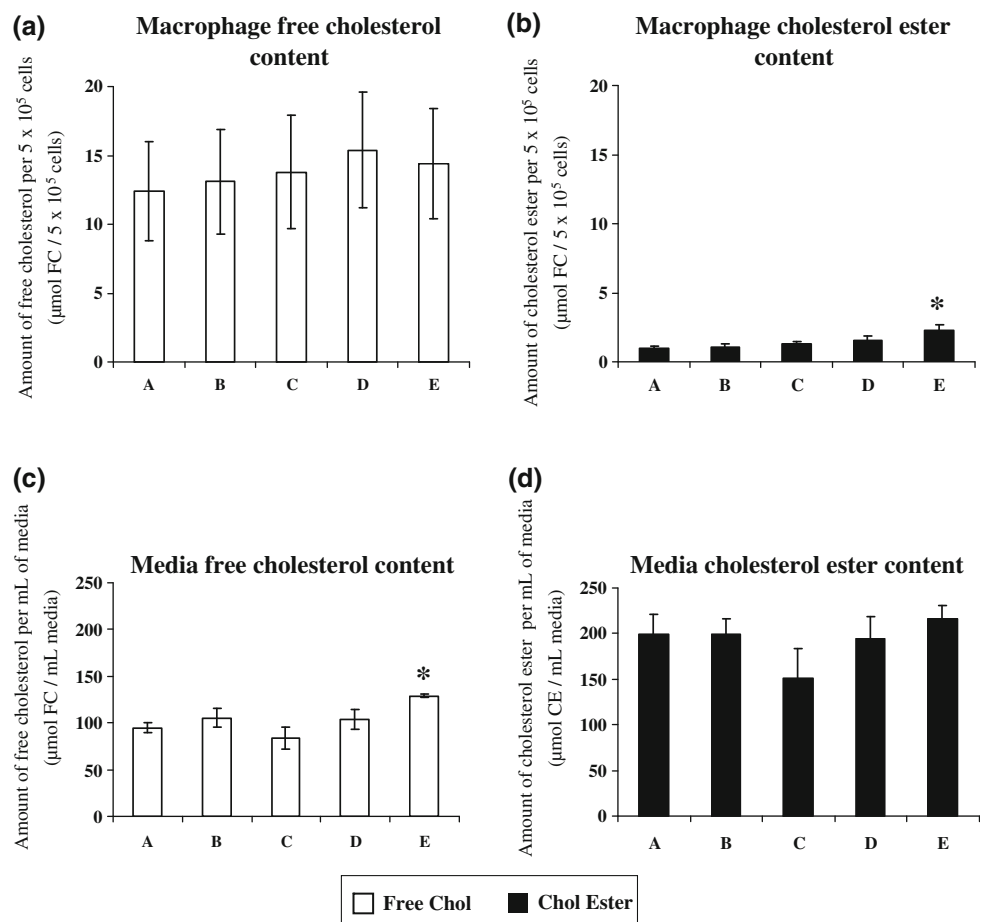 (a)
Macrophage free cholesterol
content
Amount of free cholesterol per 5 x 10⁵ cells
(µmol FC / 5 x 10⁵ cells)
20
15
10
5
0
A B C D E
(b)
Macrophage cholesterol ester
content
Amount of cholesterol ester per 5 x 10⁵ cells
(µmol FC / 5 x 10⁵ cells)
20
15
10
5
0
*
A B C D E
(c)
Media free cholesterol content
Amount of free cholesterol per mL of media
(µmol FC / mL media)
250
200
150
100
50
0
*
A B C D E
(d)
Media cholesterol ester content
Amount of cholesterol ester per mL of media
(µmol CE / mL media)
250
200
150
100
50
0
A B C D E
Free Chol Chol Ester